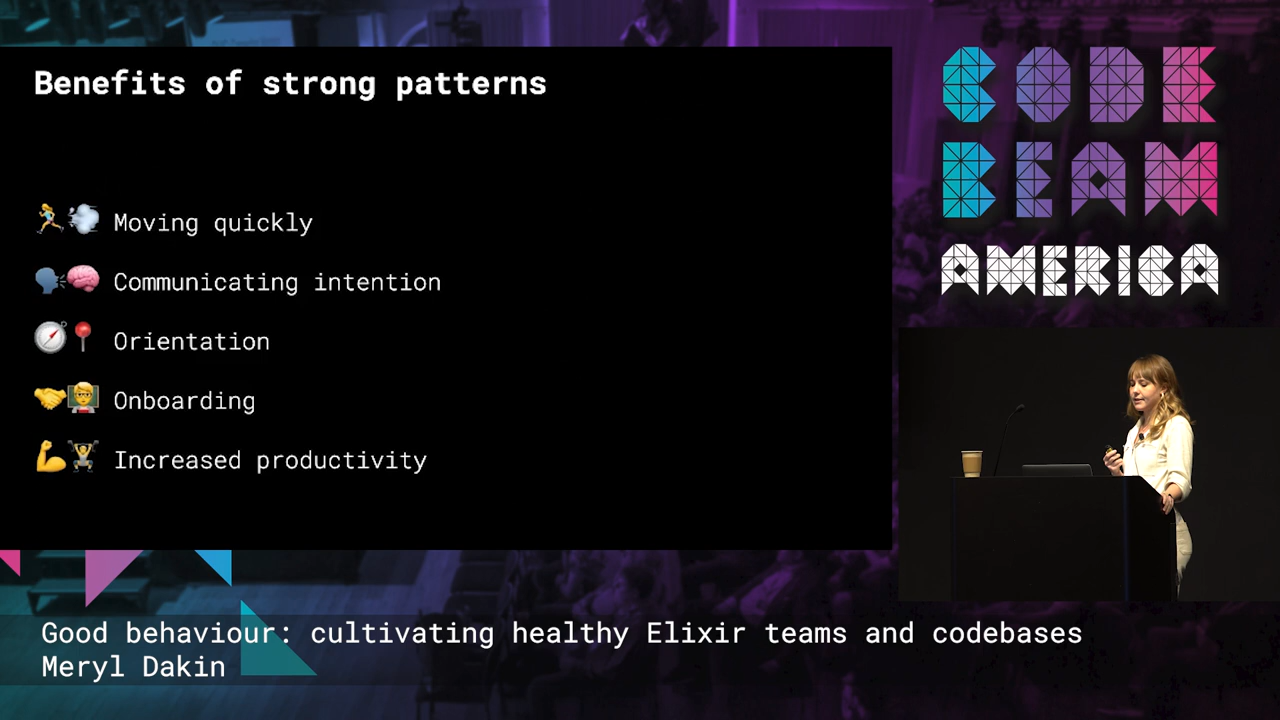 Benefits of strong patterns
Moving quickly
Communicating intention
Orientation
Onboarding
Increased productivity
CODE
BEAM
AMERICA
Good behaviour: cultivating healthy Elixir teams and codebases
Meryl Dakin